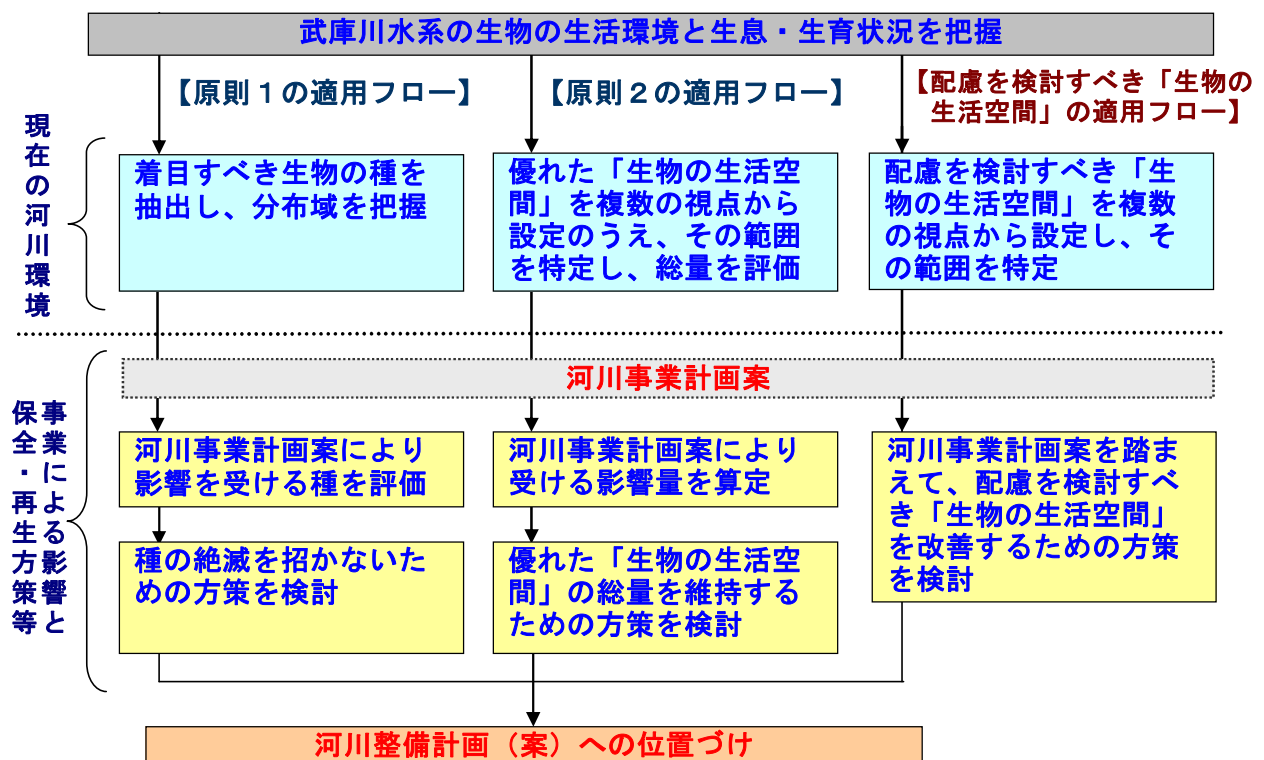 武庫川水系の生物の生活環境と生息・生育状況を把握
【原則1の適用フロー】
【原則2の適用フロー】
【配慮を検討すべき「生物の
生活空間」の適用フロー】
現在の河川環境
着目すべき生物の種を
抽出し、分布域を把握
優れた「生物の生活空
間」を複数の視点から
設定のうえ、その範囲
を特定し、総量を評価
配慮を検討すべき「生
物の生活空間」を複数
の視点から設定し、そ
の範囲を特定
河川事業計画案
事業による影響と
保全・再生方策等
河川事業計画案により
影響を受ける種を評価
河川事業計画案により
受ける影響量を算定
河川事業計画案を踏ま
えて、配慮を検討すべ
き「生物の生活空間」
を改善するための方策
を検討
種の絶滅を招かないた
めの方策を検討
優れた「生物の生活空
間」の総量を維持する
ための方策を検討
河川整備計画（案）への位置づけ